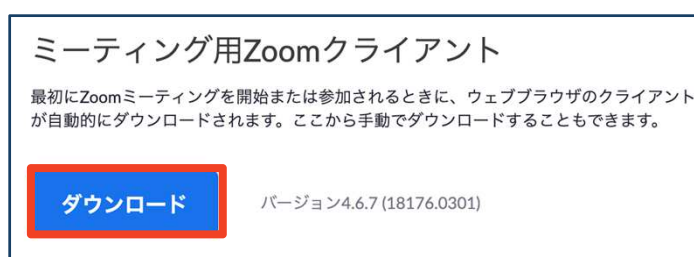 ミーティング用Zoomクライアント
最初にZoomミーティングを開始または参加されるときに、ウェブブラウザのクライアント
が自動的にダウンロードされます。ここから手動でダウンロードすることもできます。
ダウンロード バージョン4.6.7 (18176.0301)